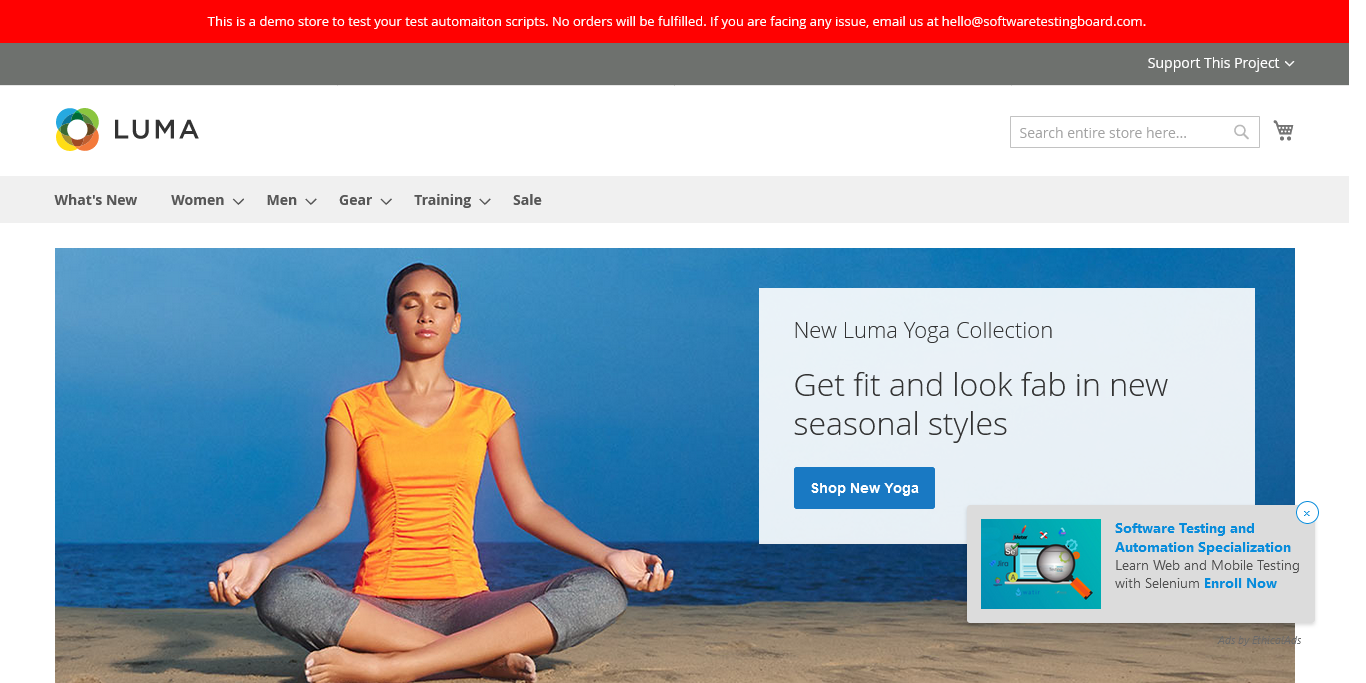 This is a demo store to test your test automaiton scripts. No orders will be fulfilled. If you are facing any issue, email us at hello@softwaretestingboard.com.
Support This Project
LUMA
Search entire store here...
What's New Women Men Gear Training Sale
New Luma Yoga Collection
Get fit and look fab in new
seasonal styles
Shop New Yoga
Software Testing and
Automation Specialization
Learn Web and Mobile Testing
with Selenium Enroll Now
Ads by EthicalAds